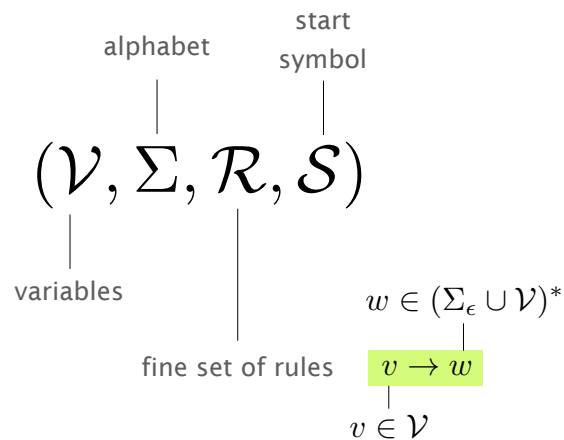 start
symbol
alphabet
(𝒱, Σ, ℛ, 𝒮)
variables
w ∈ (Σ_ϵ ∪ 𝒱)*
fine set of rules
v → w
v ∈ 𝒱